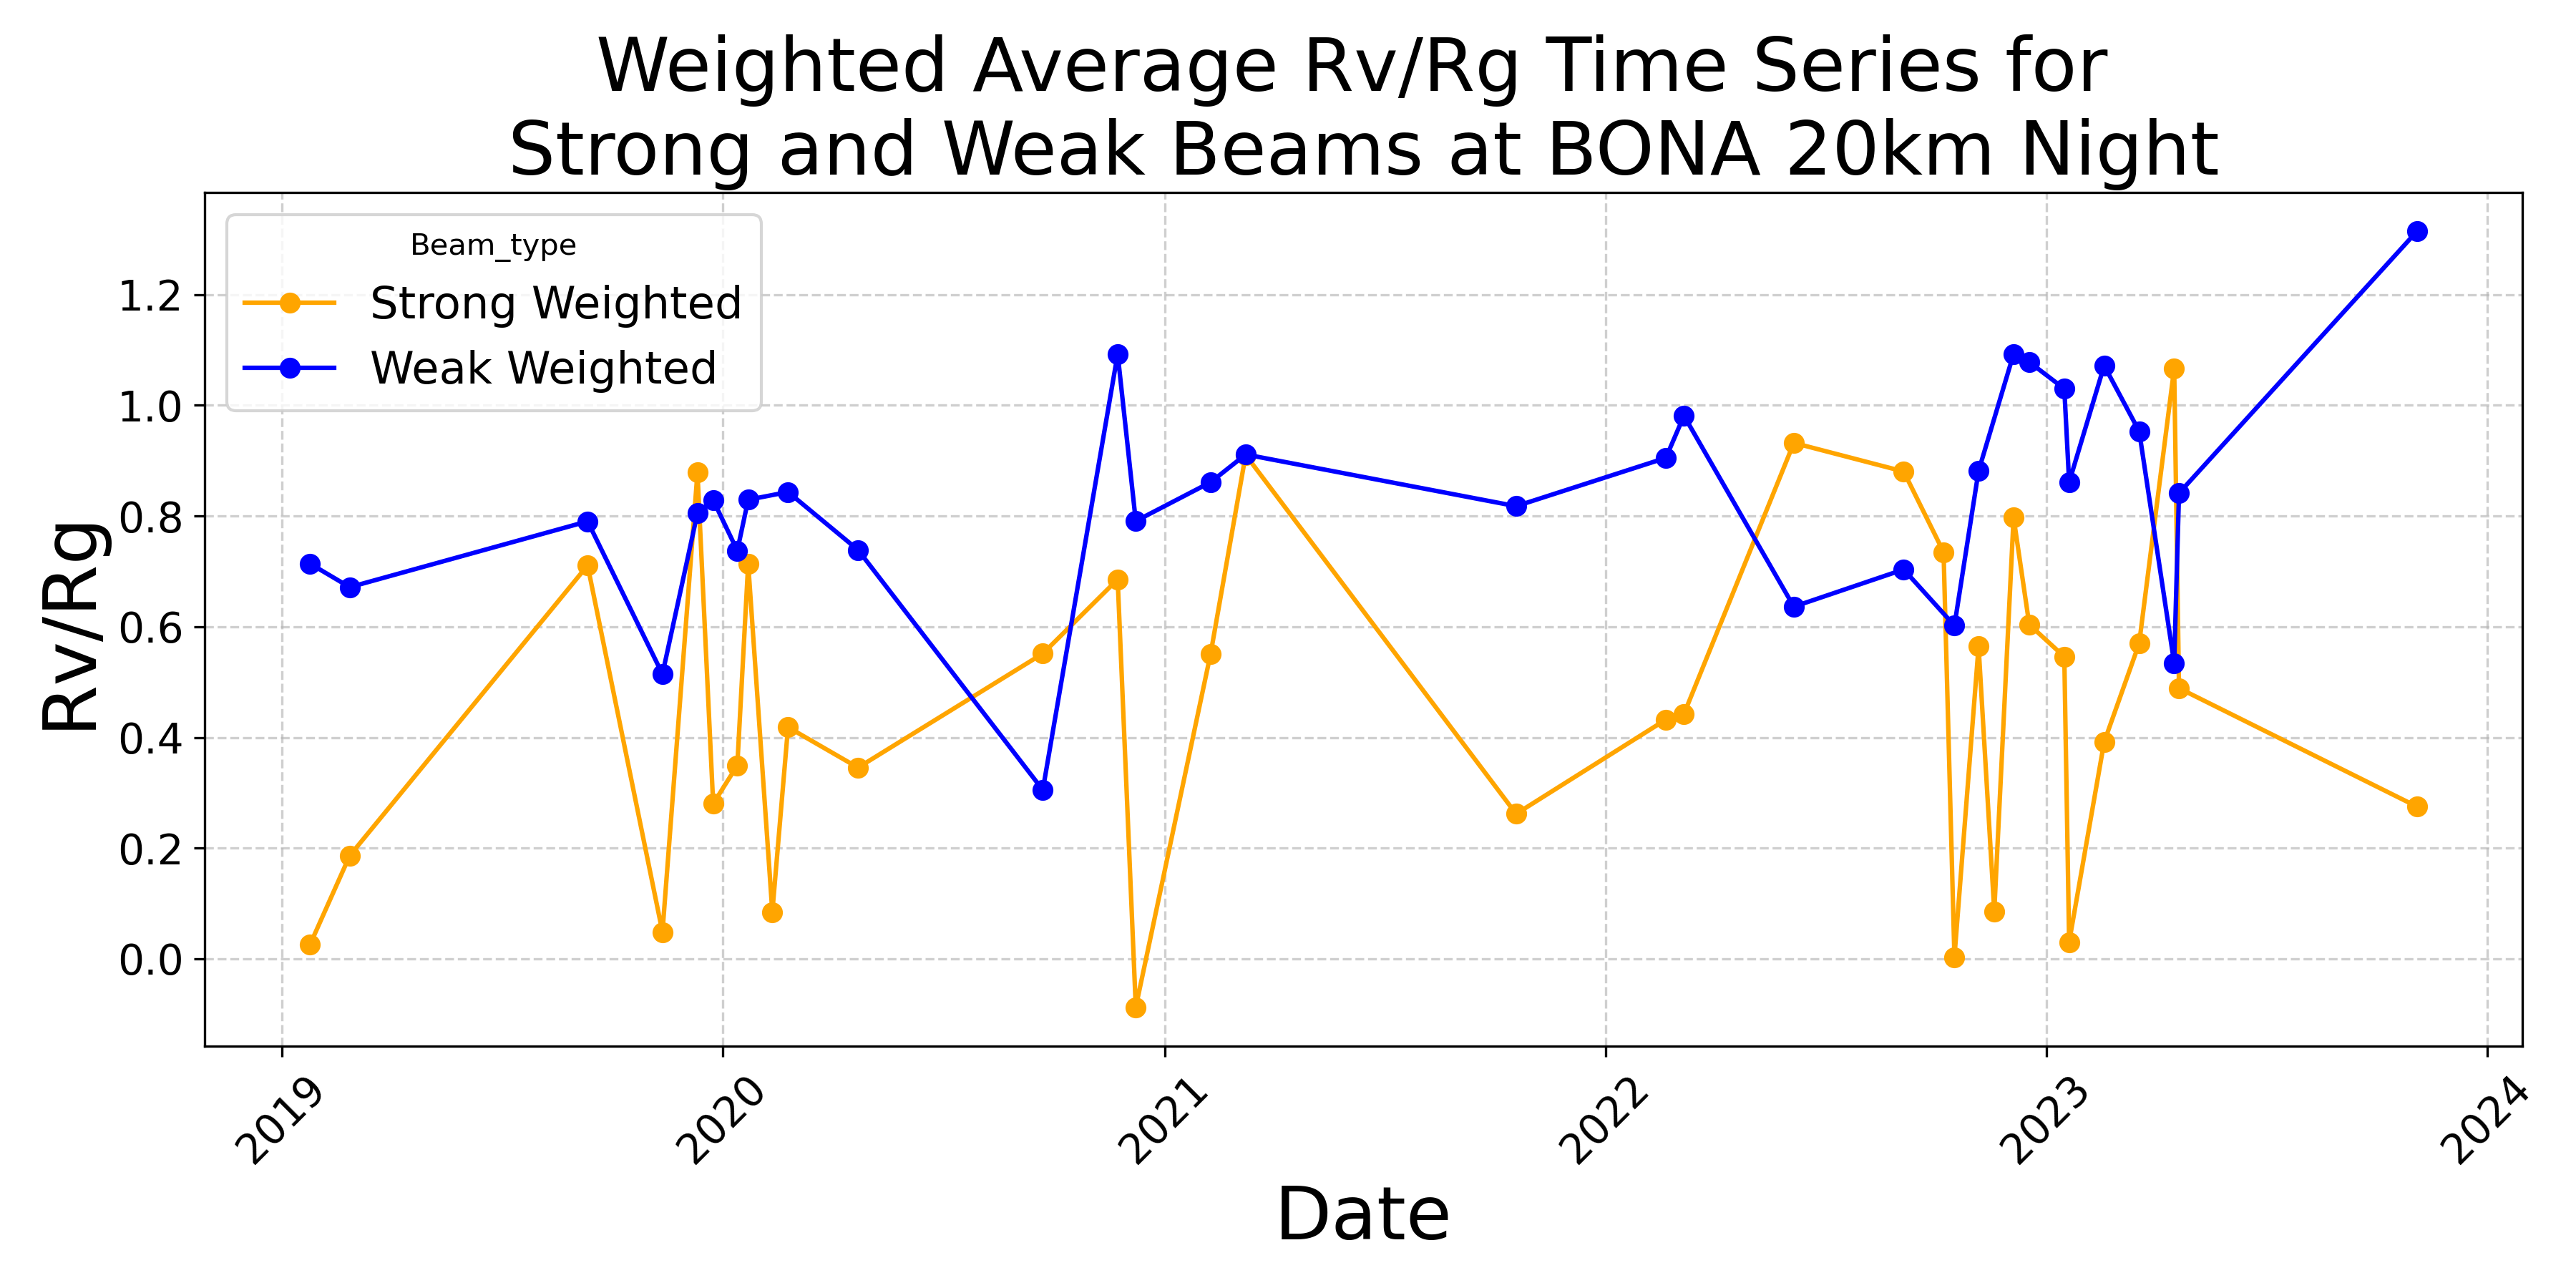 Weighted Average Rv/Rg Time Series for
Strong and Weak Beams at BONA 20km Night
Beam_type
Strong Weighted
Weak Weighted
Rv/Rg
1.2
1.0
0.8
0.6
0.4
0.2
0.0
2019
2020
2021
2022
2023
2024
Date